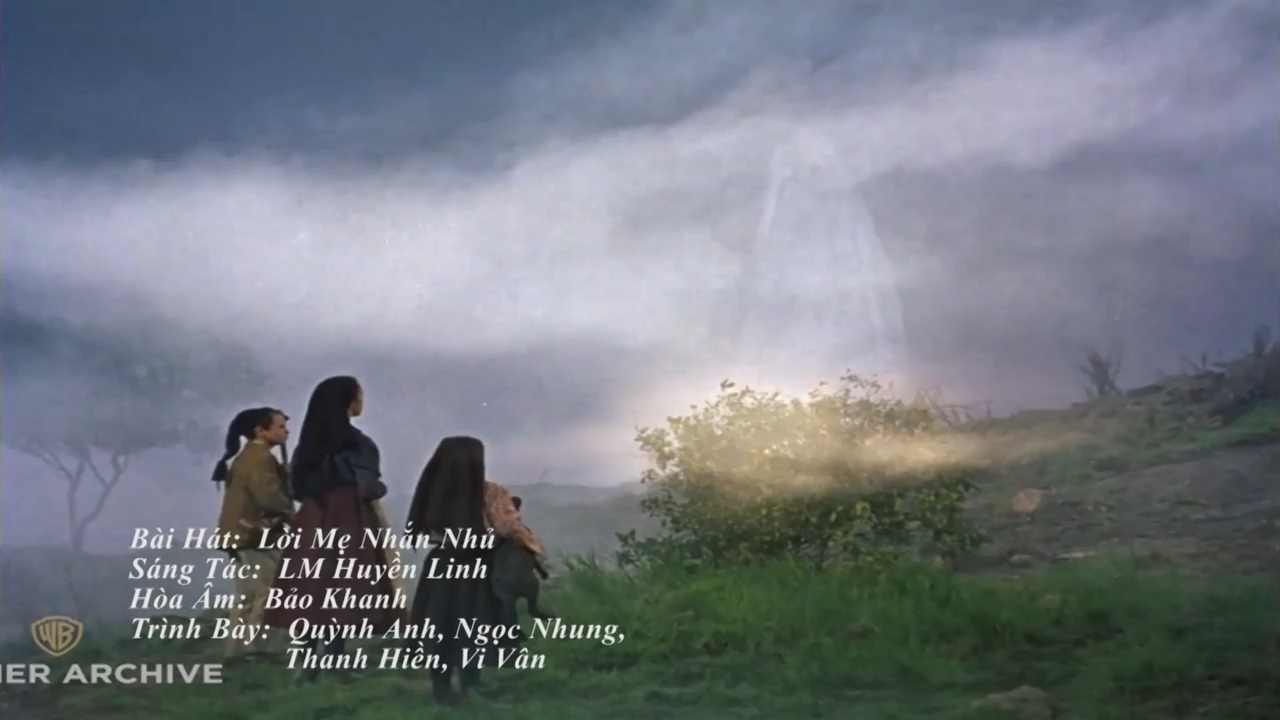 Bài Hát: Lời Mẹ Nhắn Nhủ
Sáng Tác: LM Huyền Linh
Hòa Âm: Bảo Khanh
Trình Bày: Quỳnh Anh, Ngọc Nhung,
Thanh Hiền, Vi Vân
WB
NER ARCHIVE